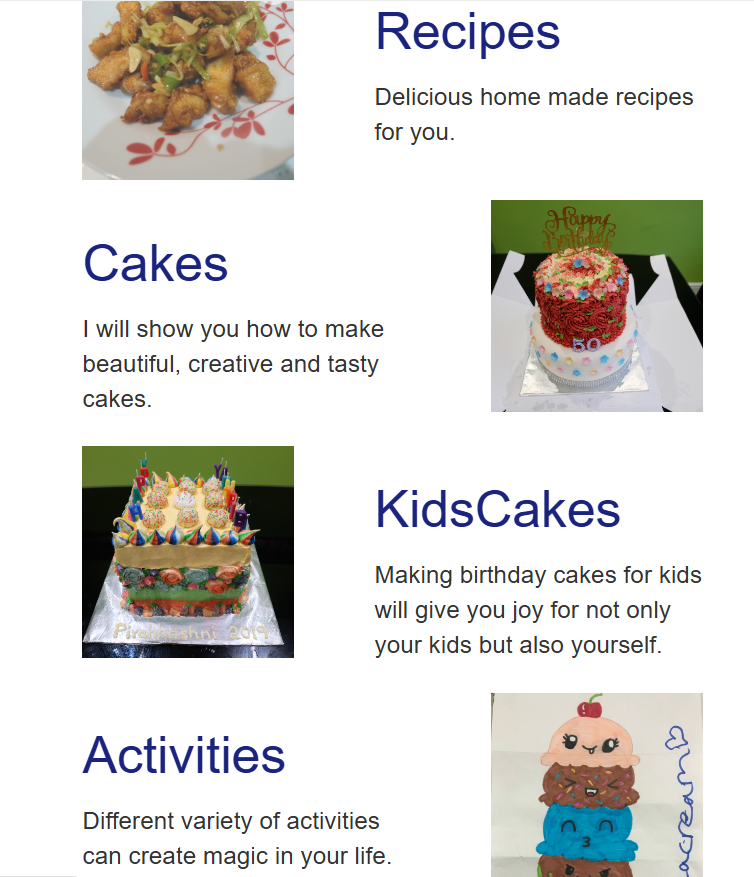 Recipes
Delicious home made recipes
for you.
Happy
Birthday
50
Cakes
I will show you how to make
beautiful, creative and tasty
cakes.
KidsCakes
Making birthday cakes for kids
will give you joy for not only
your kids but also yourself.
2019
Activities
Different variety of activities
can create magic in your life.